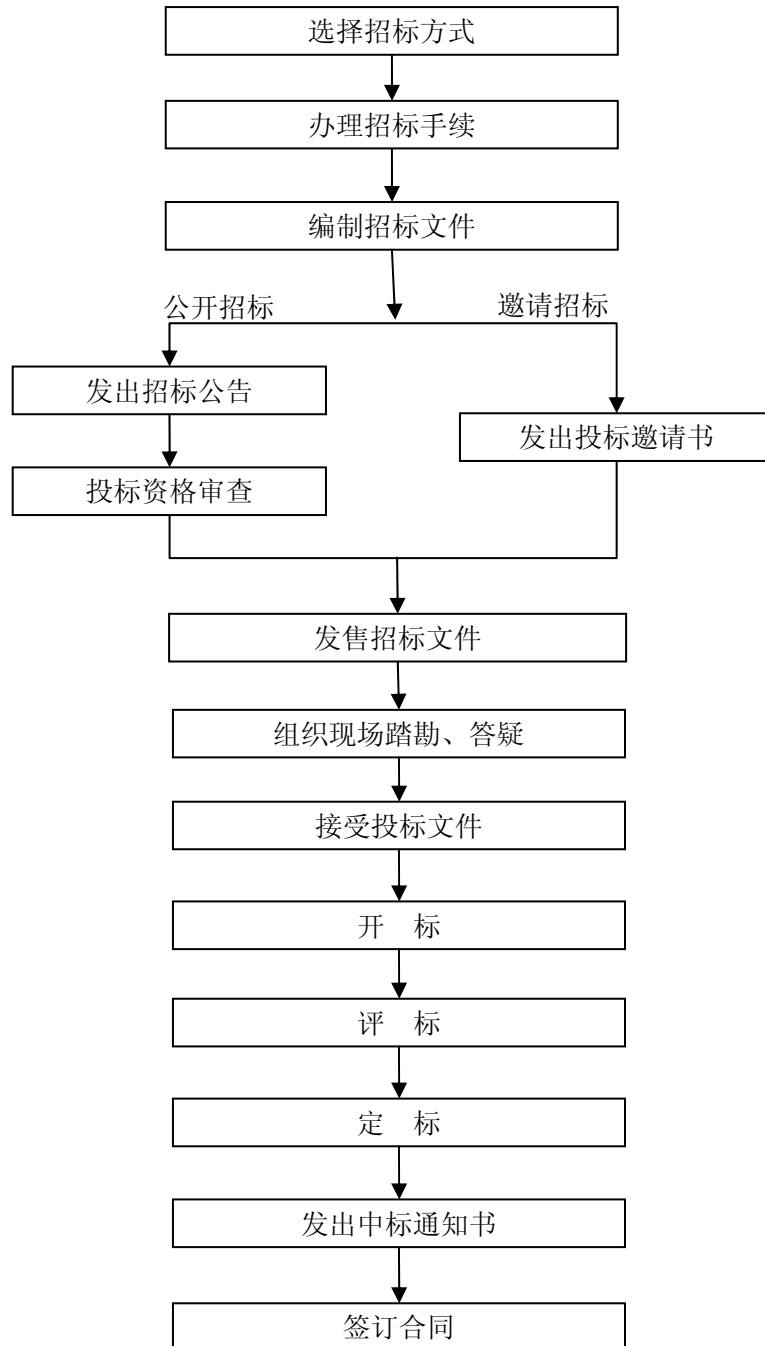 选择招标方式
办理招标手续
编制招标文件
公开招标
邀请招标
发出招标公告
发出投标邀请书
投标资格审查
发售招标文件
组织现场踏勘、答疑
接受投标文件
开　标
评　标
定　标
发出中标通知书
签订合同